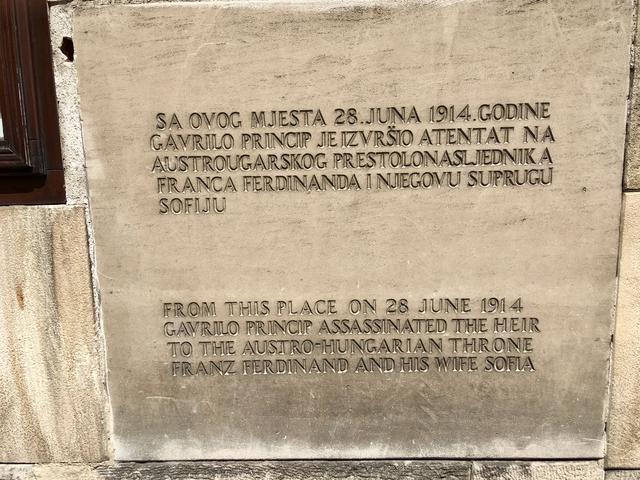 SA OVOG MJESTA 28.JUNA 1914.GODINE
GAVRILO PRINCIP JE IZVRŠIO ATENTAT NA
AUSTROUGARSKOG PRESTOLONASLJEDNIKA
FRANCA FERDINANDA I NJEGOVU SUPRUGU
SOFIJU
FROM THIS PLACE ON 28 JUNE 1914
GAVRILO PRINCIP ASSASSINATED THE HEIR
TO THE AUSTRO-HUNGARIAN THRONE
FRANZ FERDINAND AND HIS WIFE SOFIA